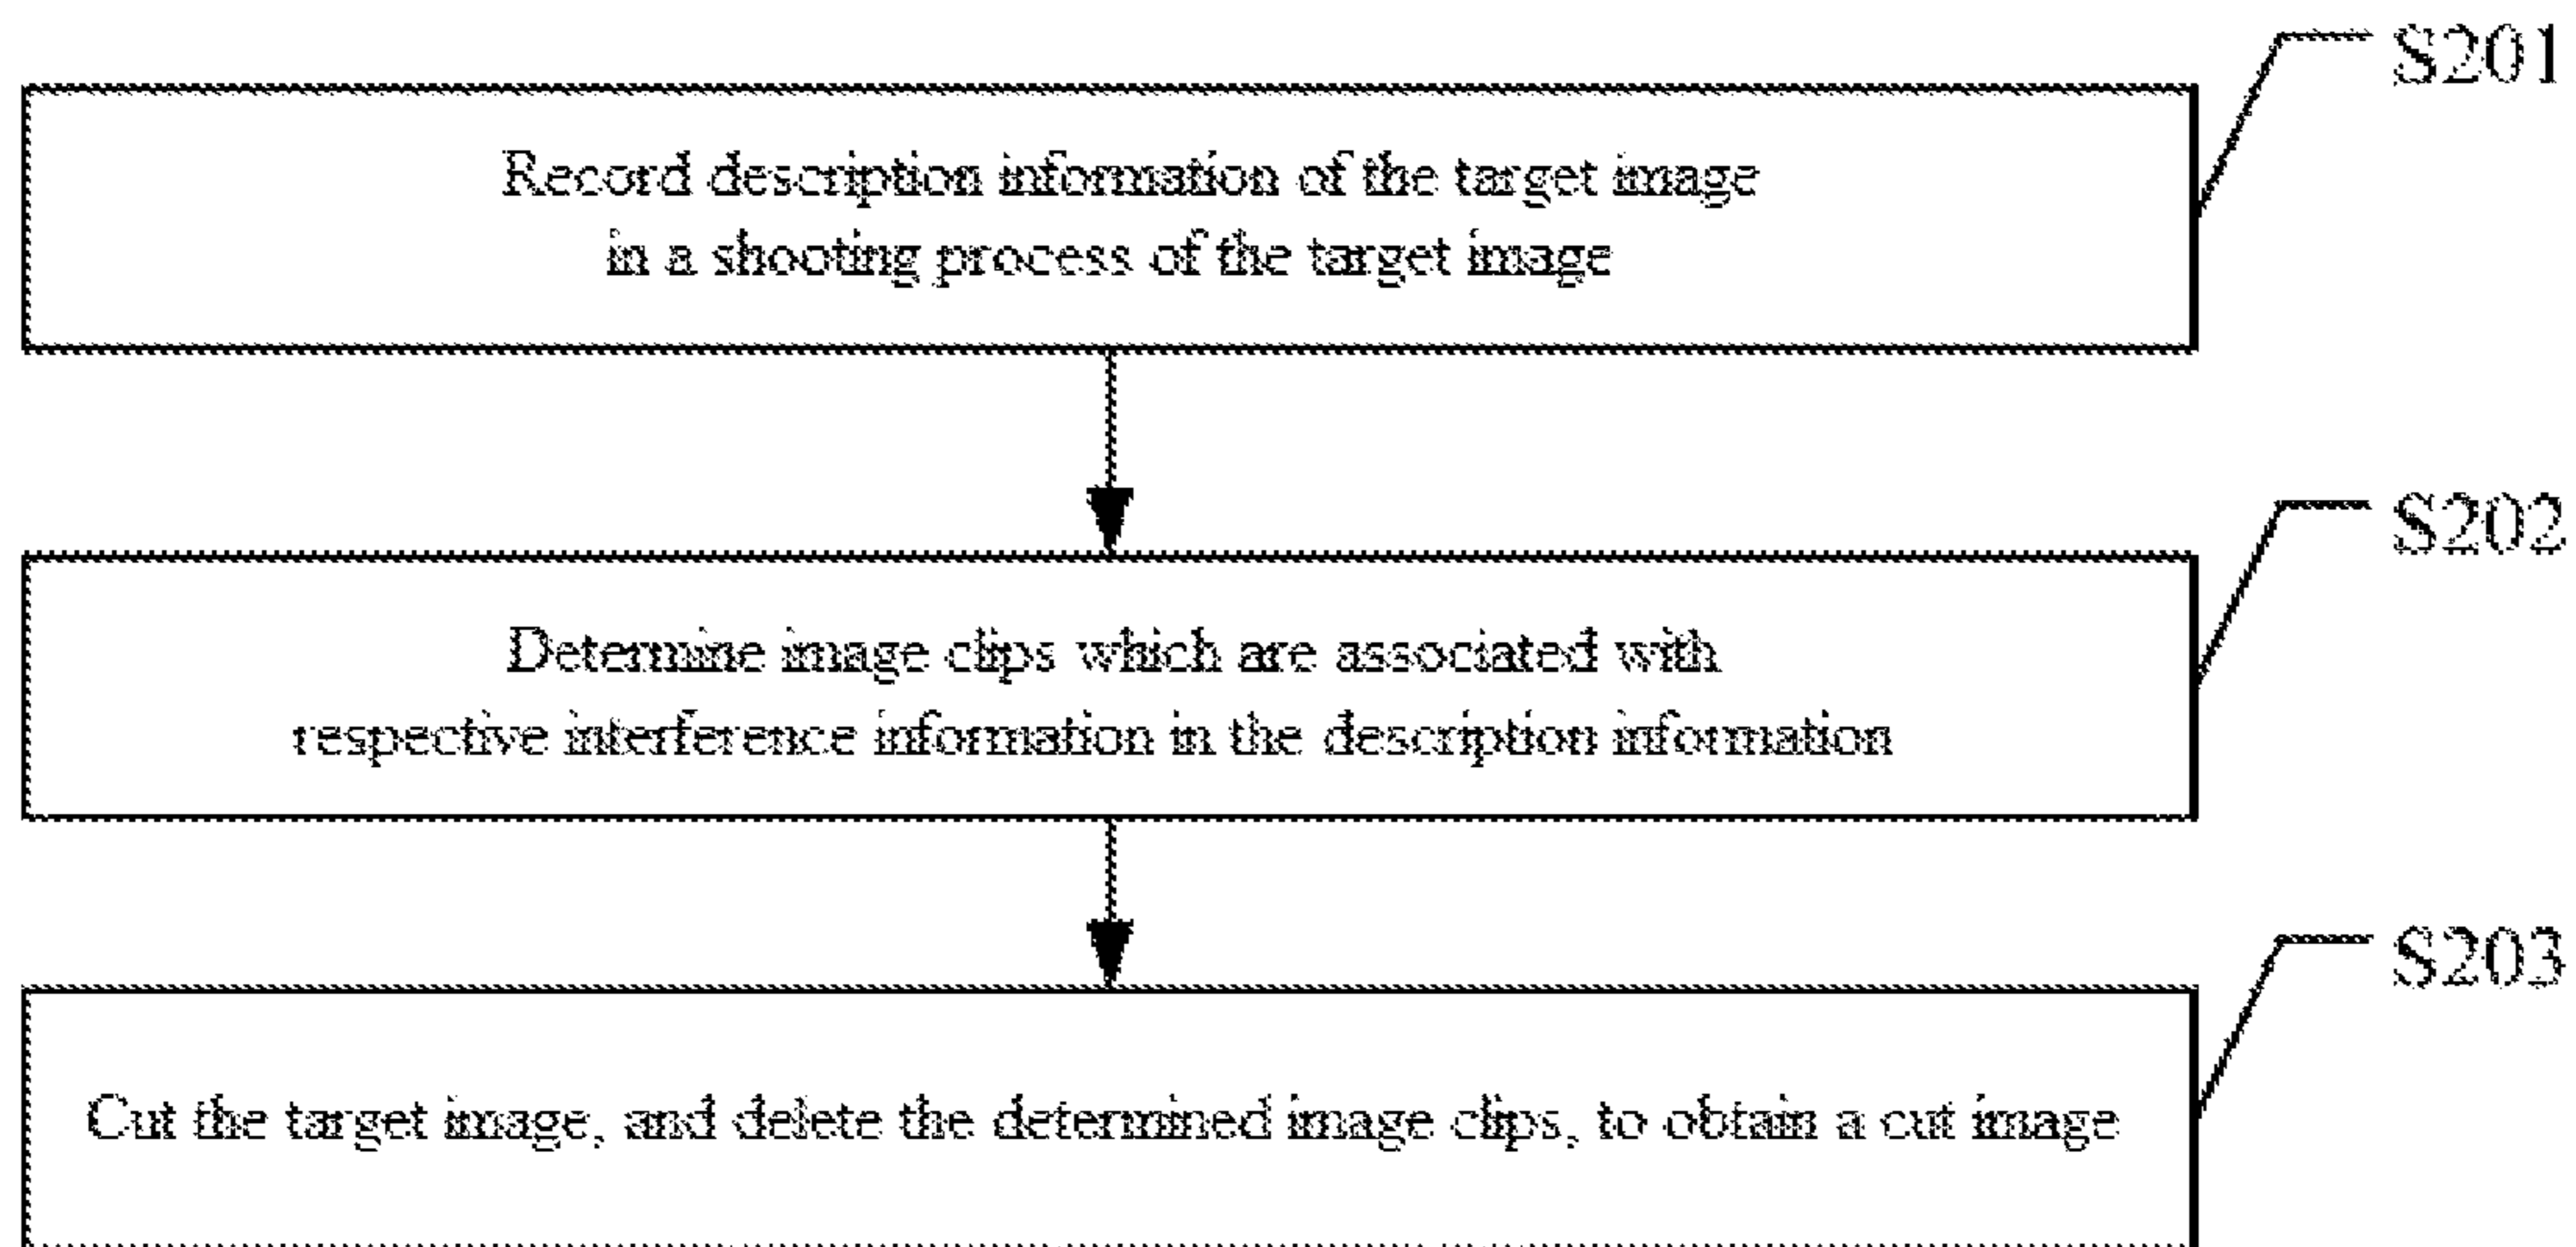 S201
Record description information of the target image
in a shooting process of the target image
S202
Determine image clips which are associated with
respective interference information in the description information
S203
Cut the target image, and delete the determined image clips, to obtain a cut image